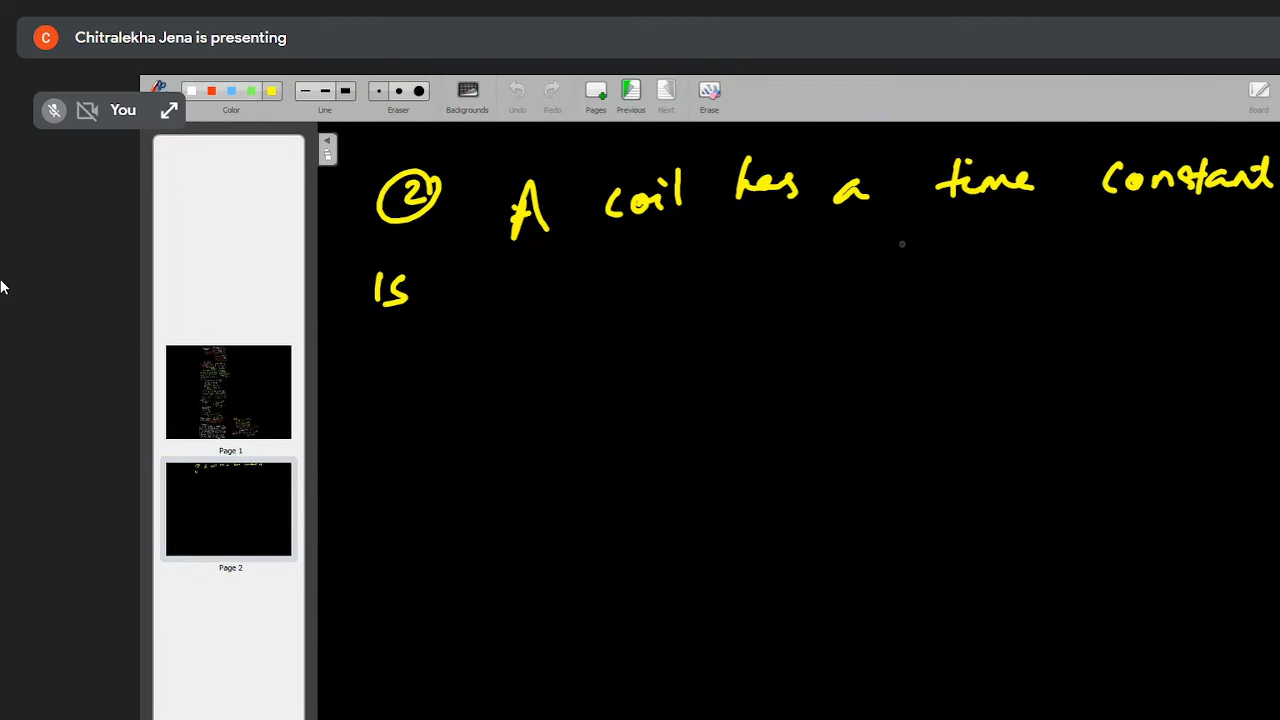 Chitralekha Jena is presenting
You
Color
Line
Eraser
Backgrounds
Undo
Redo
Pages
Previous
Next
Erase
Board
② A coil has a time constant
is
Page 1
Page 2